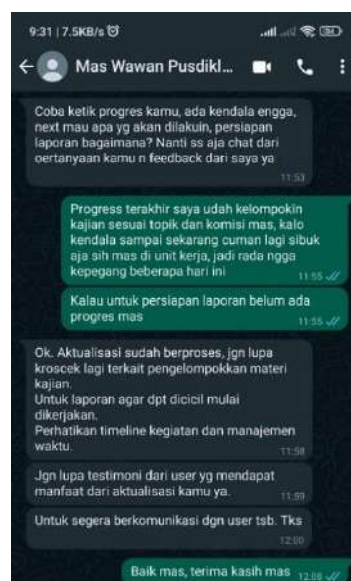 9:31 | 7.5KB/s
Mas Wawan Pusdikl...
Coba ketik progres kamu, ada kendala engga,
next mau apa yg akan dilakuin, persiapan
laporan bagaimana? Nanti ss aja chat dari
oertanyaan kamu n feedback dari saya ya
11:53
Progress terakhir saya udah kelompokin
kajian sesuai topik dan komisi mas, kalo
kendala sampai sekarang cuman lagi sibuk
aja sih mas di unit kerja, jadi rada ngga
kepegang beberapa hari ini
11:55
Kalau untuk persiapan laporan belum ada
progres mas
11:55
Ok. Aktualisasi sudah berproses, jgn lupa
kroscek lagi terkait pengelompokkan materi
kajian.
Untuk laporan agar dpt dicicil mulai
dikerjakan.
Perhatikan timeline kegiatan dan manajemen
waktu.
11:58
Jgn lupa testimoni dari user yg mendapat
manfaat dari aktualisasi kamu ya.
11:59
Untuk segera berkomunikasi dgn user tsb. Tks
12:00
Baik mas, terima kasih mas
12:08